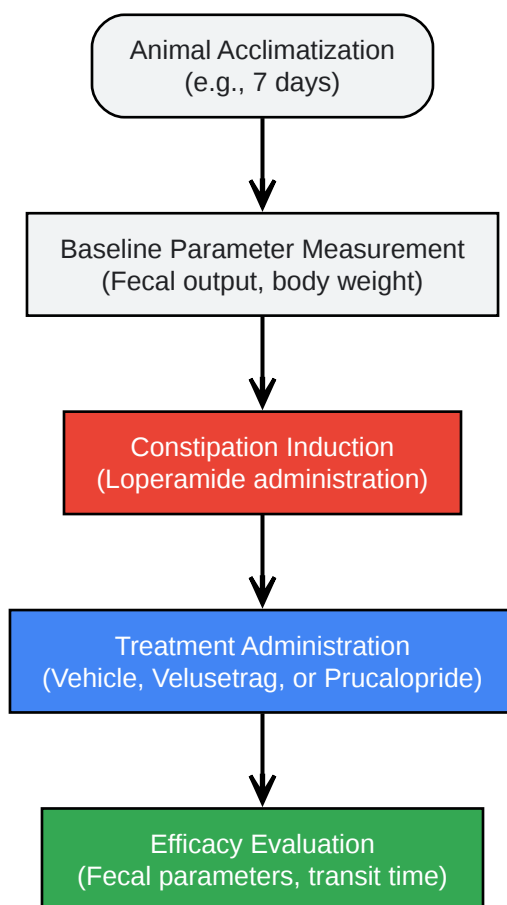 Animal Acclimatization
(e.g., 7 days)
Baseline Parameter Measurement
(Fecal output, body weight)
Constipation Induction
(Loperamide administration)
Treatment Administration
(Vehicle, Velusetrag, or Prucalopride)
Efficacy Evaluation
(Fecal parameters, transit time)